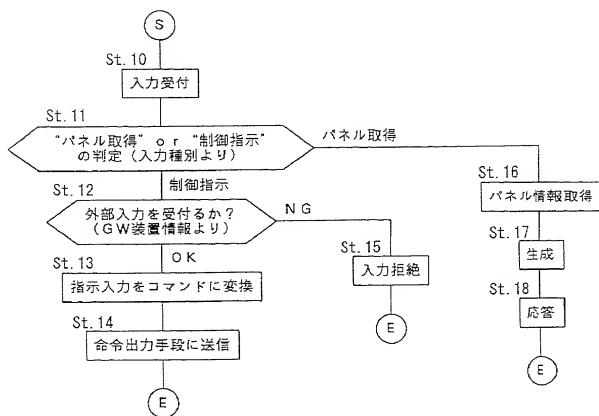 S
St.10
入力受付
St.11
“パネル取得” or “制御指示”
の判定（入力種別より）
パネル取得
制御指示
St.12
外部入力を受付るか？
（GW装置情報より）
NG
OK
St.13
指示入力をコマンドに変換
St.14
命令出力手段に送信
E
St.15
入力拒絶
E
St.16
パネル情報取得
St.17
生成
St.18
応答
E